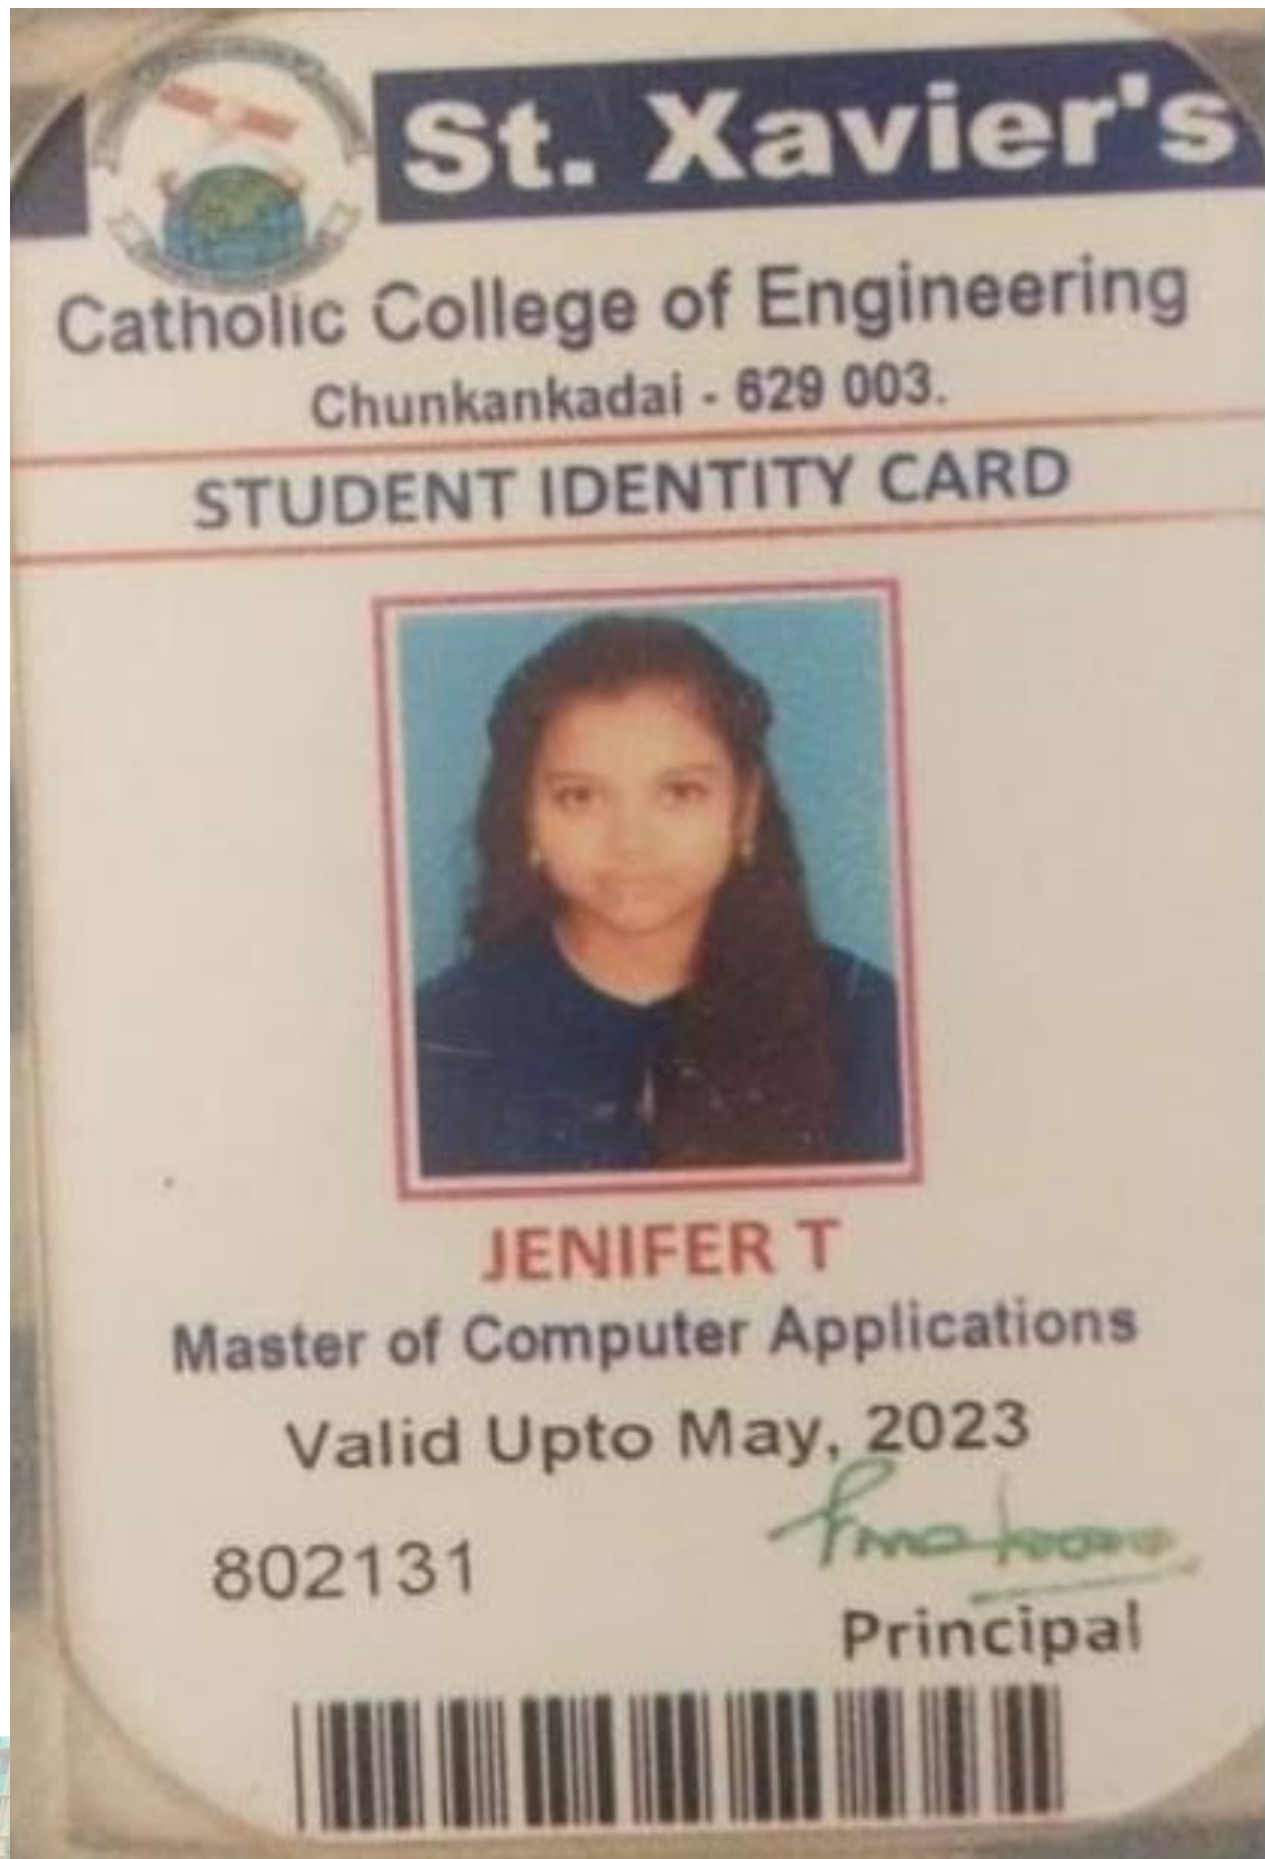 St. Xavier's
Catholic College of Engineering
Chunkankadai - 629 003.
STUDENT IDENTITY CARD
JENIFER T
Master of Computer Applications
Valid Upto May, 2023
802131
Principal